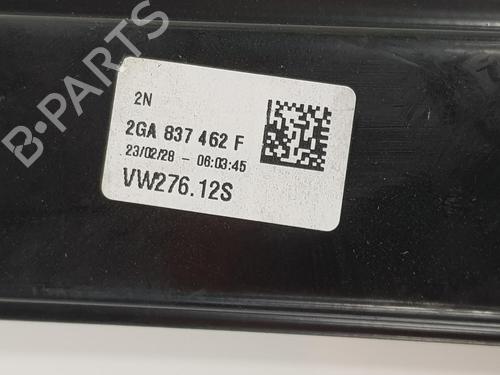 2N
2GA 837 462 F
23/02/28 - 06:03:45
VW276.12S
B-PARTS